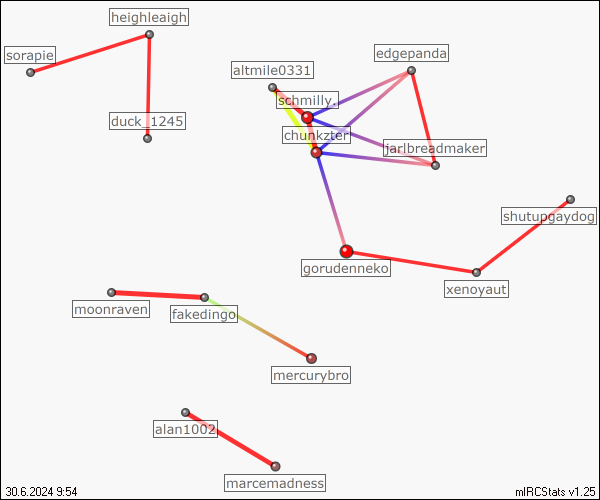 heighleaigh
sorapie
edgepanda
altmile0331
schmilly.
duck_1245
chunkzter
jarlbreadmaker
shutupgaydog
gorudenneko
xenoyaut
moonraven
fakedingo
mercurybro
alan1002
marcemadness
30.6.2024 9:54
mIRCStats v1.25